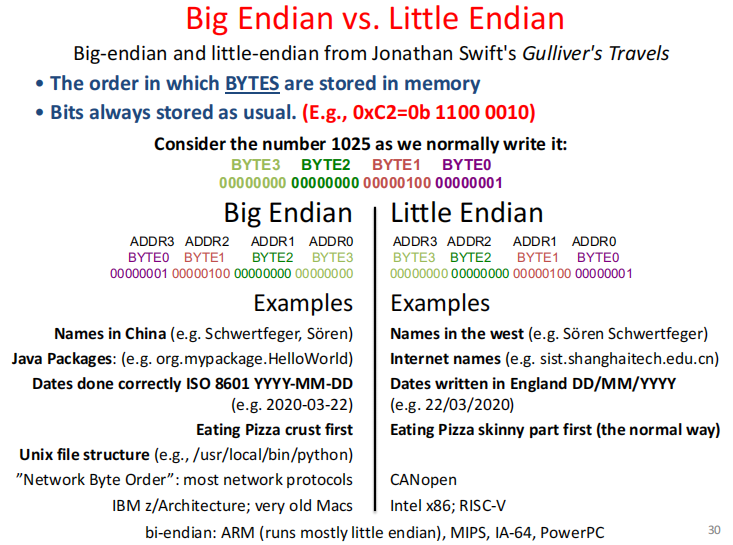 Big Endian vs. Little Endian
Big-endian and little-endian from Jonathan Swift's Gulliver's Travels
• The order in which BYTES are stored in memory
• Bits always stored as usual. (E.g., 0xC2=0b 1100 0010)
Consider the number 1025 as we normally write it:
BYTE3 BYTE2 BYTE1 BYTE0
00000000 00000000 00000100 00000001
Big Endian
ADDR3 ADDR2 ADDR1 ADDR0
BYTE0 BYTE1 BYTE2 BYTE3
00000001 00000100 00000000 00000000
Examples
Names in China (e.g. Schwertfeger, Sören)
Java Packages: (e.g. org.mypackage.HelloWorld)
Dates done correctly ISO 8601 YYYY-MM-DD
(e.g. 2020-03-22)
Eating Pizza crust first
Unix file structure (e.g., /usr/local/bin/python)
”Network Byte Order”: most network protocols
IBM z/Architecture; very old Macs
Little Endian
ADDR3 ADDR2 ADDR1 ADDR0
BYTE3 BYTE2 BYTE1 BYTE0
00000000 00000000 00000100 00000001
Examples
Names in the west (e.g. Sören Schwertfeger)
Internet names (e.g. sist.shanghaitech.edu.cn)
Dates written in England DD/MM/YYYY
(e.g. 22/03/2020)
Eating Pizza skinny part first (the normal way)
CANopen
Intel x86; RISC-V
bi-endian: ARM (runs mostly little endian), MIPS, IA-64, PowerPC
30